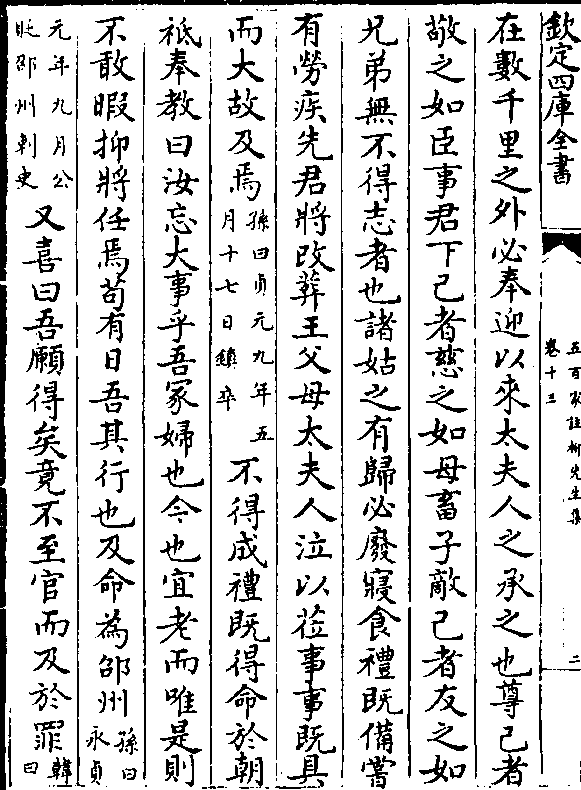 欽定四庫全書
五百家註柳先生集
卷十三
二
在數千里之外必奉迎以來太夫人之承之也尊己者
敬之如臣事君下己者慈之如母畜子敵己者友之如
兄弟無不得志者也諸姑之有歸必廢寢食禮既備嘗
有勞疾先君將改葬王父母太夫人泣以莅事事既具
而大故及焉孫曰貞元九年五月十七日鎮卒不得成禮既得命於朝
祗奉教曰汝忘大事乎吾冢婦也今也宜老而唯是則
不敢暇抑將任焉苟有日吾其行也及命為邵州孫曰永貞
元年九月公貶邵州刺史又喜曰吾願得矣竟不至官而及於罪韓曰